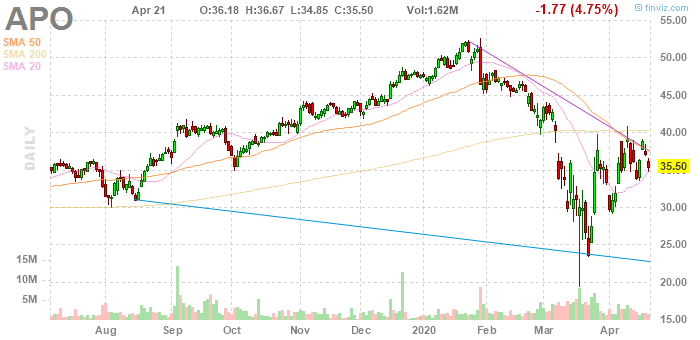 APO
Apr 21 O:36.18 H:36.67 L:34.85 C:35.50 Vol:1.62M -1.77 (4.75%)
© finviz.com
SMA 50
SMA 200
SMA 20
DAILY
55.00
50.00
45.00
40.00
35.50
30.00
25.00
20.00
15.00
15M
10M
5M
Aug Sep Oct Nov Dec 2020 Feb Mar Apr